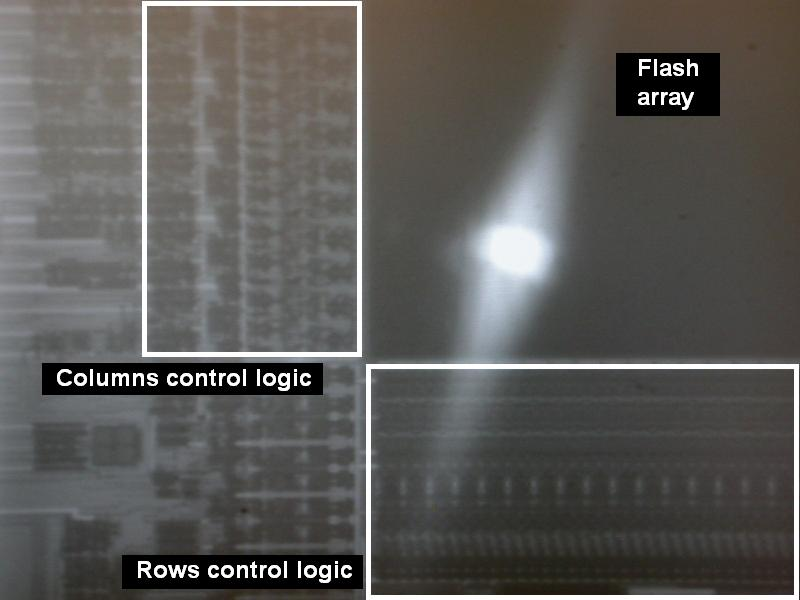 Flash
array
Columns control logic
Rows control logic